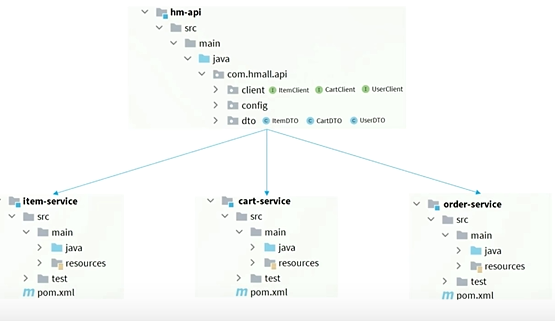 hm-api
src
main
java
com.hmall.api
client I ItemClient I CartClient I UserClient
config
dto C ItemDTO C CartDTO C UserDTO
item-service
src
main
java
resources
test
m pom.xml
cart-service
src
main
java
resources
test
m pom.xml
order-service
src
main
java
resources
test
m pom.xml